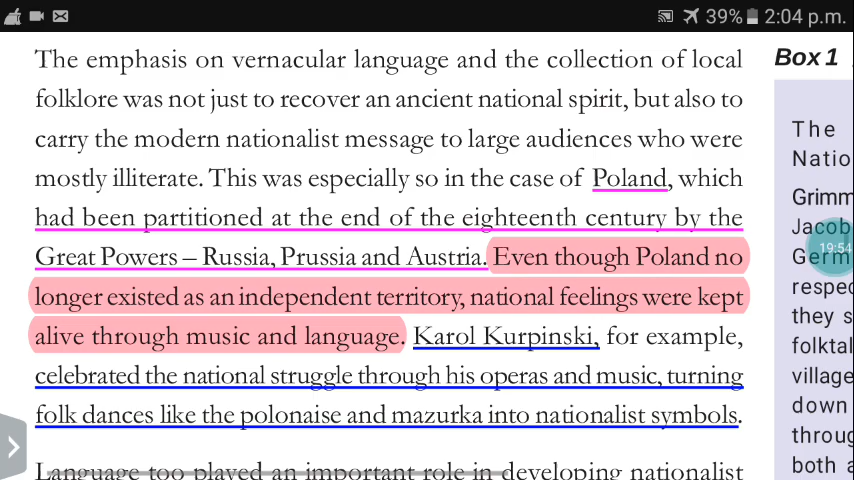 39% 2:04 p.m.
The emphasis on vernacular language and the collection of local
folklore was not just to recover an ancient national spirit, but also to
carry the modern nationalist message to large audiences who were
mostly illiterate. This was especially so in the case of Poland, which
had been partitioned at the end of the eighteenth century by the
Great Powers – Russia, Prussia and Austria. Even though Poland no
longer existed as an independent territory, national feelings were kept
alive through music and language. Karol Kurpinski, for example,
celebrated the national struggle through his operas and music, turning
folk dances like the polonaise and mazurka into nationalist symbols.
Language too played an important role in developing nationalist
Box 1
The
Natio
Grimm
Jacob
Germ
19:54
respec
they s
folktal
village
down
throug
both a